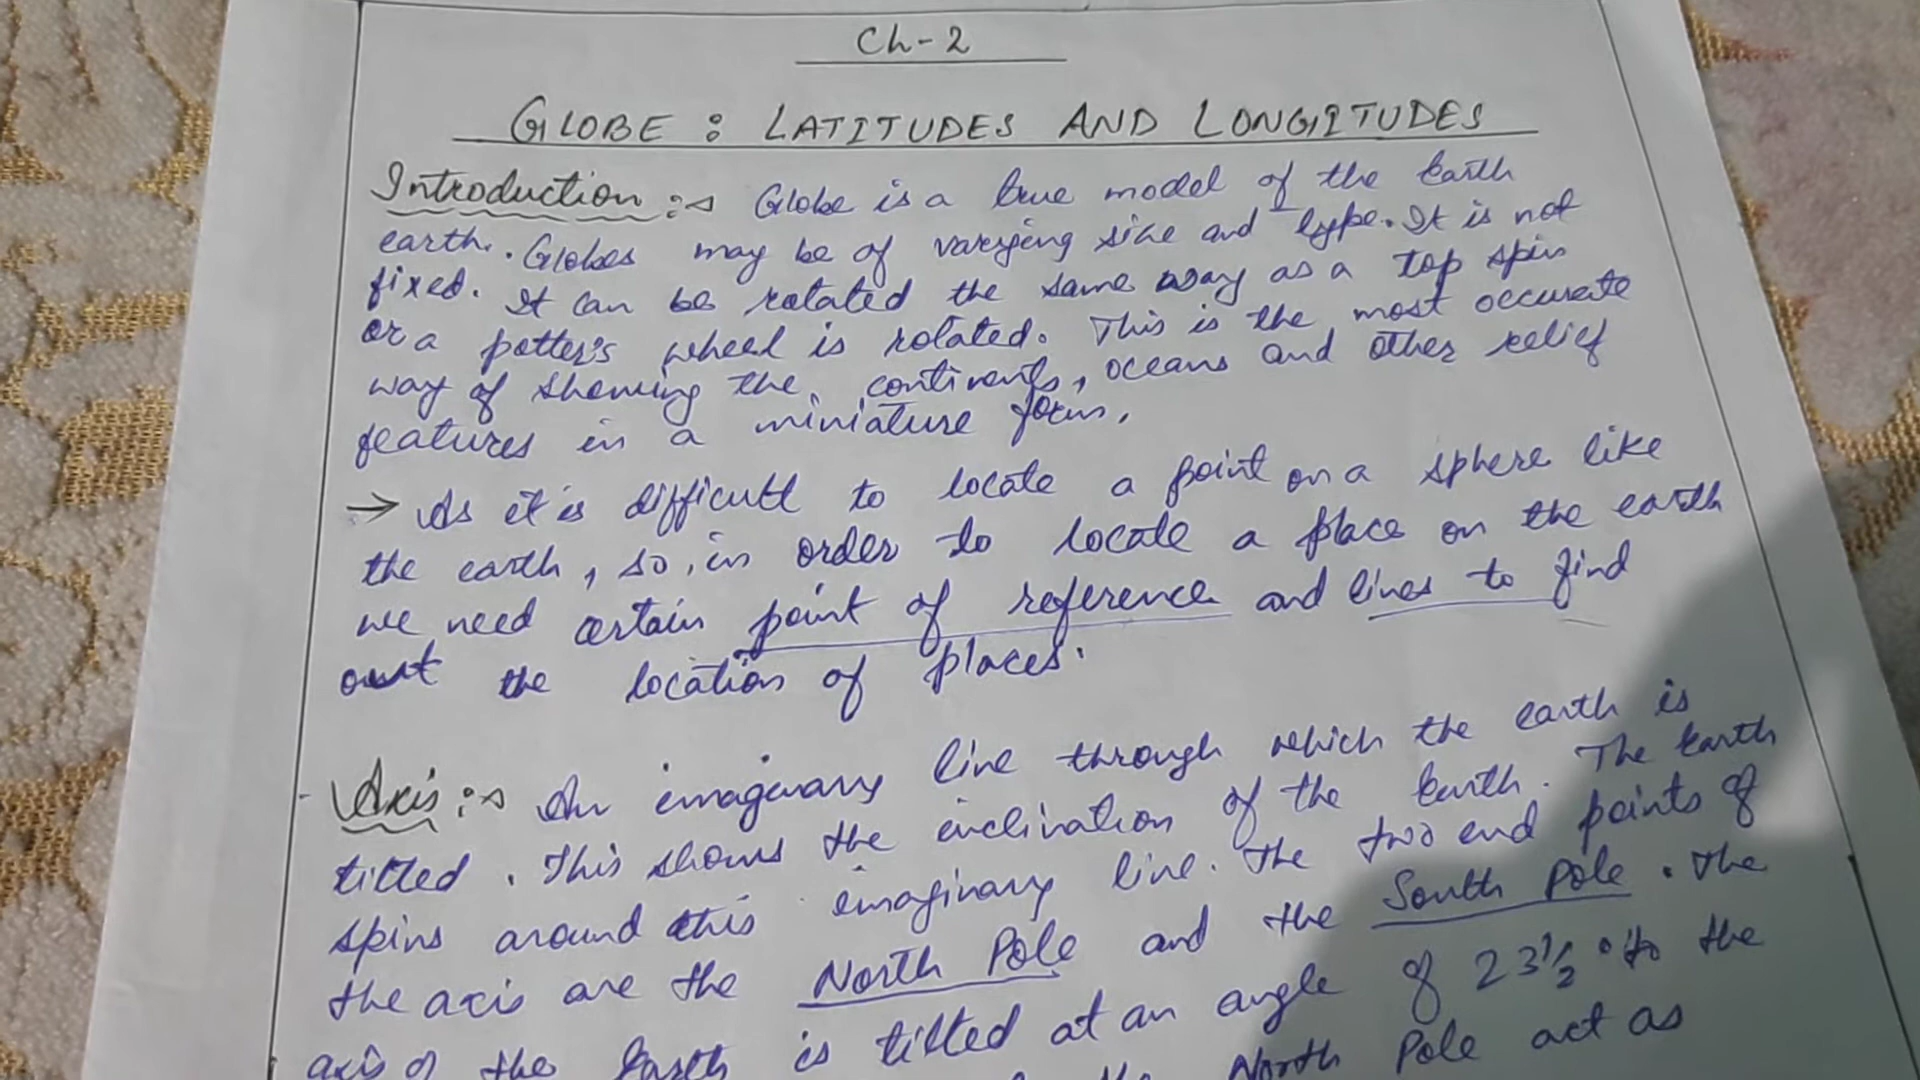 Ch-2
GLOBE : LATITUDES AND LONGITUDES
Introduction :→ Globe is a true model of the Earth
earth. Globes may be of varying size and type. It is not
fixed. It can be rotated the same way as a top spin
or a potter's wheel is rotated. This is the most accurate
way of showing the continents, oceans and other relief
features in a miniature form.
→ As it is difficult to locate a point on a sphere like
the earth, so, in order to locate a place on the earth
we need certain point of reference and lines to find
out the location of places.
Axis :→ An imaginary line through which the earth is
titled. This shows the inclination of the Earth. The Earth
spins around this imaginary line. The two end points of
the axis are the North Pole and the South Pole. The
axis of the Earth is tilted at an angle of 23½° to the
North Pole act as